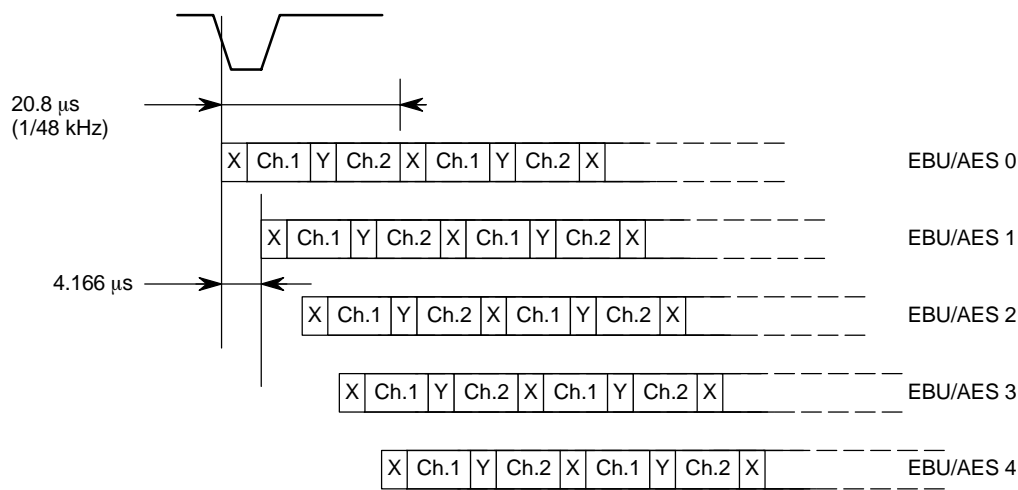 20.8 μs
(1/48 kHz)
X Ch.1 Y Ch.2 X Ch.1 Y Ch.2 X EBU/AES 0
X Ch.1 Y Ch.2 X Ch.1 Y Ch.2 X EBU/AES 1
4.166 μs
X Ch.1 Y Ch.2 X Ch.1 Y Ch.2 X EBU/AES 2
X Ch.1 Y Ch.2 X Ch.1 Y Ch.2 X EBU/AES 3
X Ch.1 Y Ch.2 X Ch.1 Y Ch.2 X EBU/AES 4